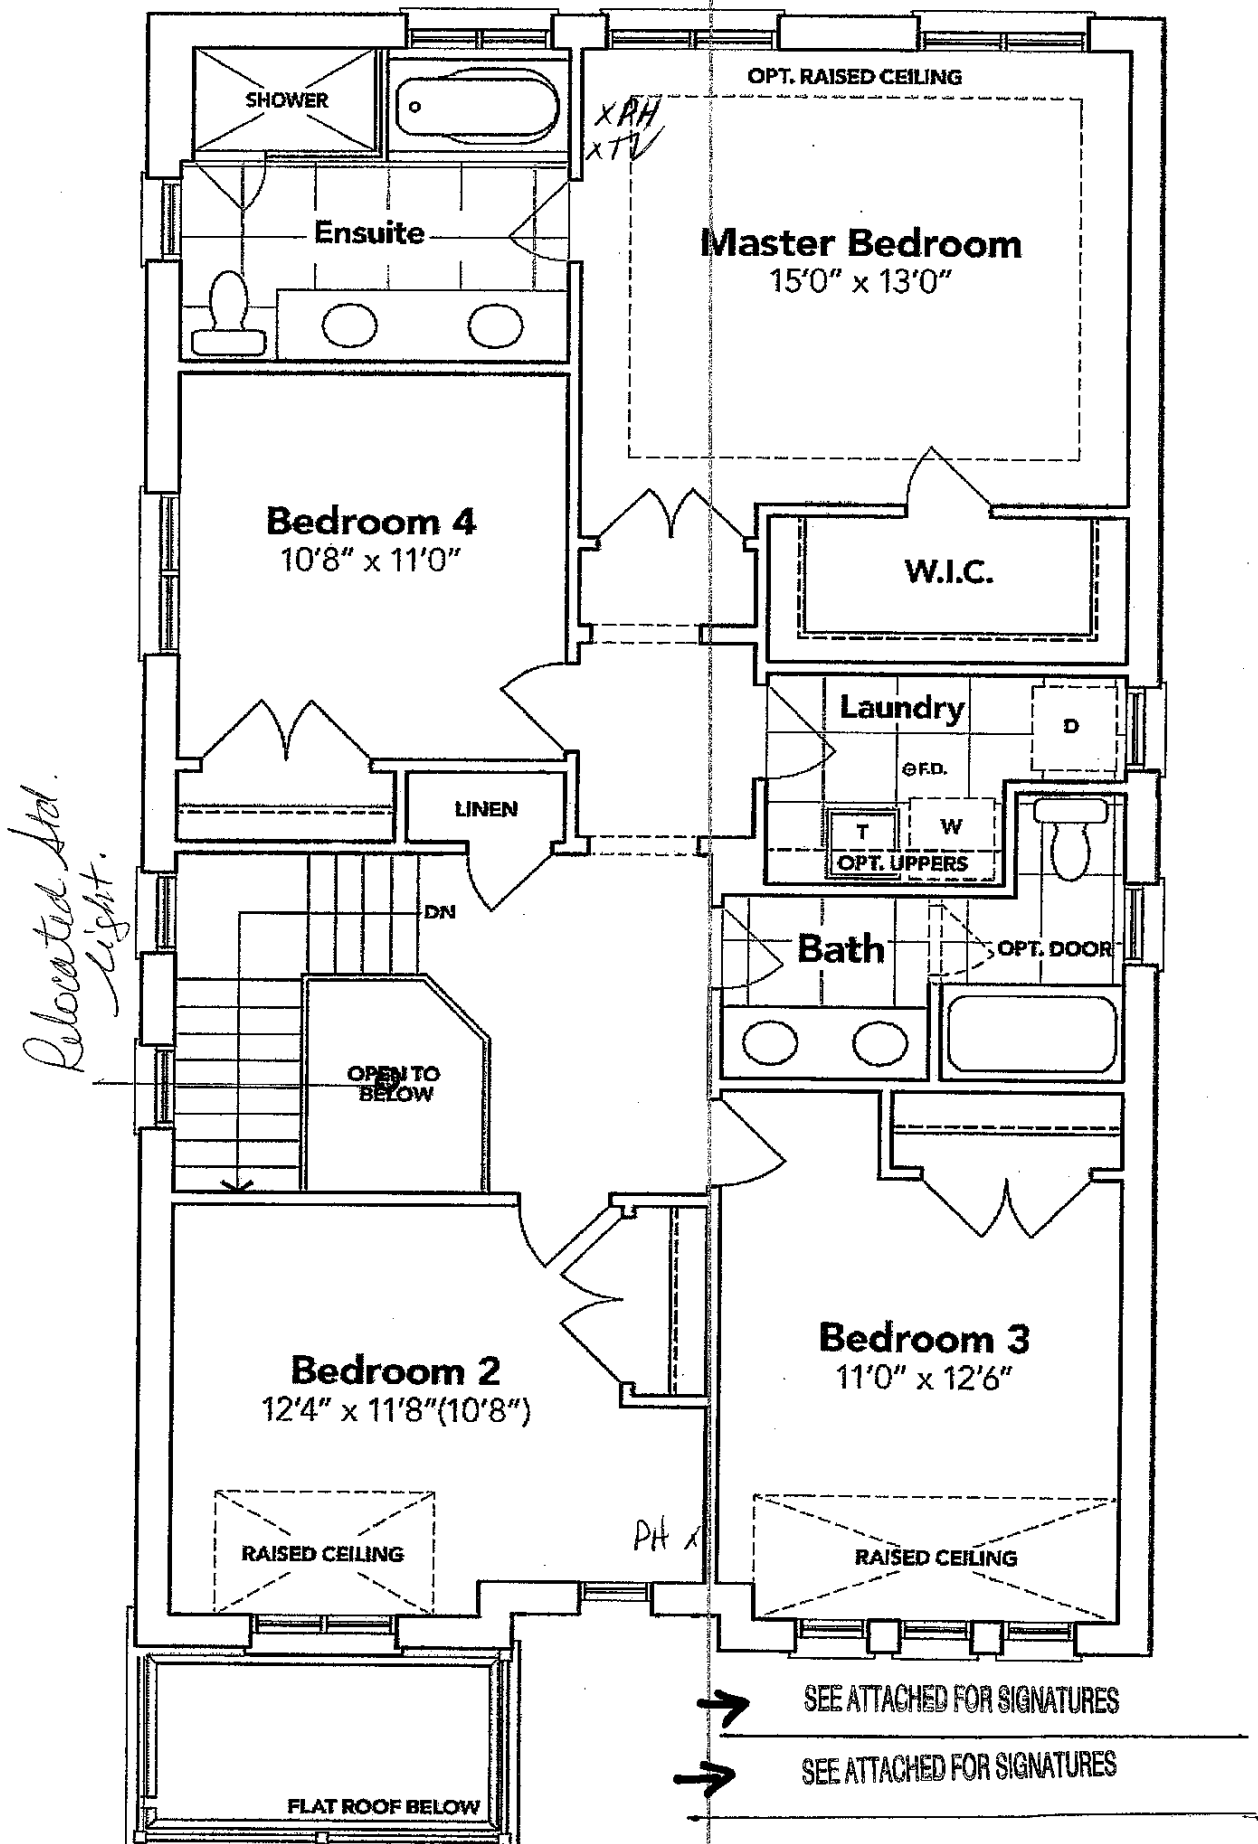 OPT. RAISED CEILING
SHOWER
x PH
x TV
Ensuite
Master Bedroom
15'0" x 13'0"
Bedroom 4
10'8" x 11'0"
W.I.C.
Laundry
D
F.D.
LINEN
T
W
OPT. UPPERS
Relocated Std.
light.
DN
Bath
OPT. DOOR
OPEN TO
BELOW
Bedroom 3
11'0" x 12'6"
Bedroom 2
12'4" x 11'8"(10'8")
PH x
RAISED CEILING
RAISED CEILING
SEE ATTACHED FOR SIGNATURES
SEE ATTACHED FOR SIGNATURES
FLAT ROOF BELOW